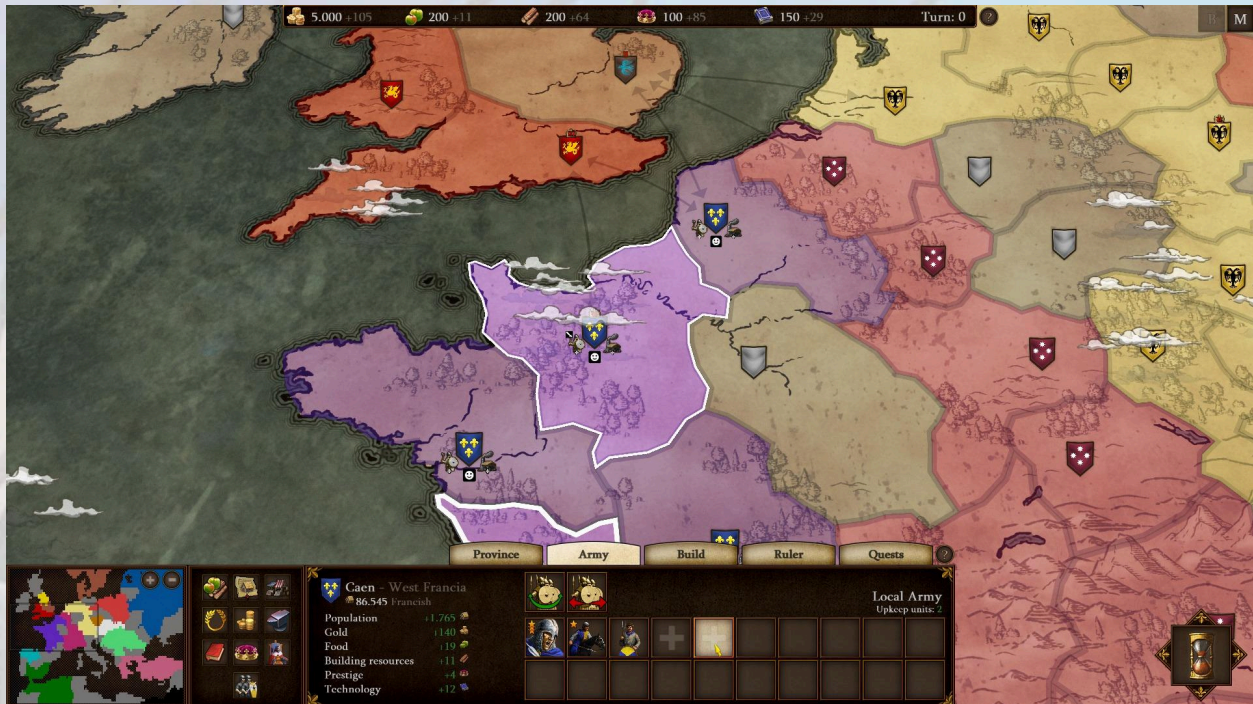 5.000 +105 200 +11 200 +64 100 +85 150 +29 Turn: 0 ?
R M
Province Army Build Ruler Quests ?
Caen - West Francia
86.545 Francish
Population +1.765
Gold +140
Food +19
Building resources +11
Prestige +4
Technology +12
Local Army
Upkeep units: 2